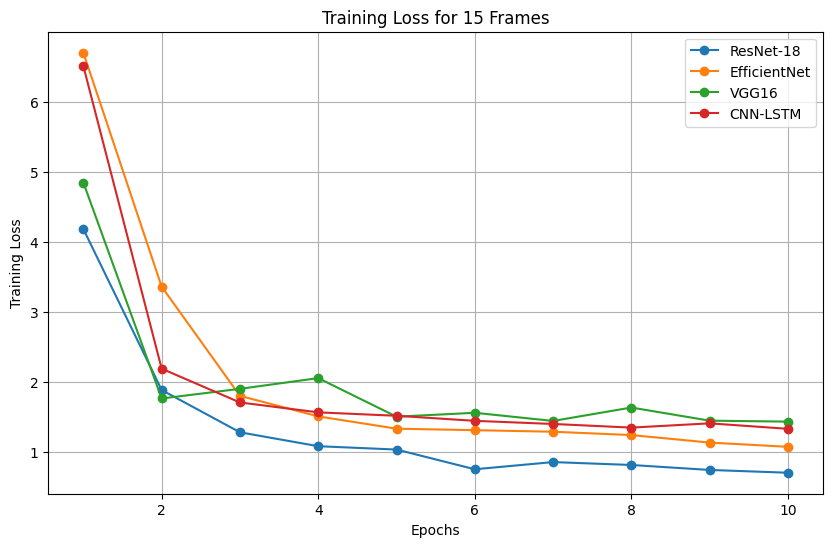 Training Loss for 15 Frames
ResNet-18
EfficientNet
VGG16
CNN-LSTM
Training Loss
6
5
4
3
2
1
2
4
6
8
10
Epochs